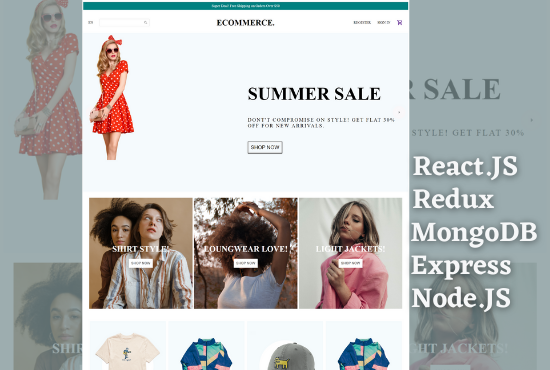 Super Deal! Free Shipping on Orders Over $50
EN
ECOMMERCE.
REGISTER
SIGN IN
SUMMER SALE
DON'T COMPROMISE ON STYLE! GET FLAT 30%
OFF FOR NEW ARRIVALS.
SHOP NOW
SHIRT STYLE!
LOUNGWEAR LOVE!
LIGHT JACKETS!
SHOP NOW
SHOP NOW
SHOP NOW
R SALE
STYLE! GET FLAT 30%
React.JS
Redux
MongoDB
Express
Node.JS
SHIR
GHT JACKETS!